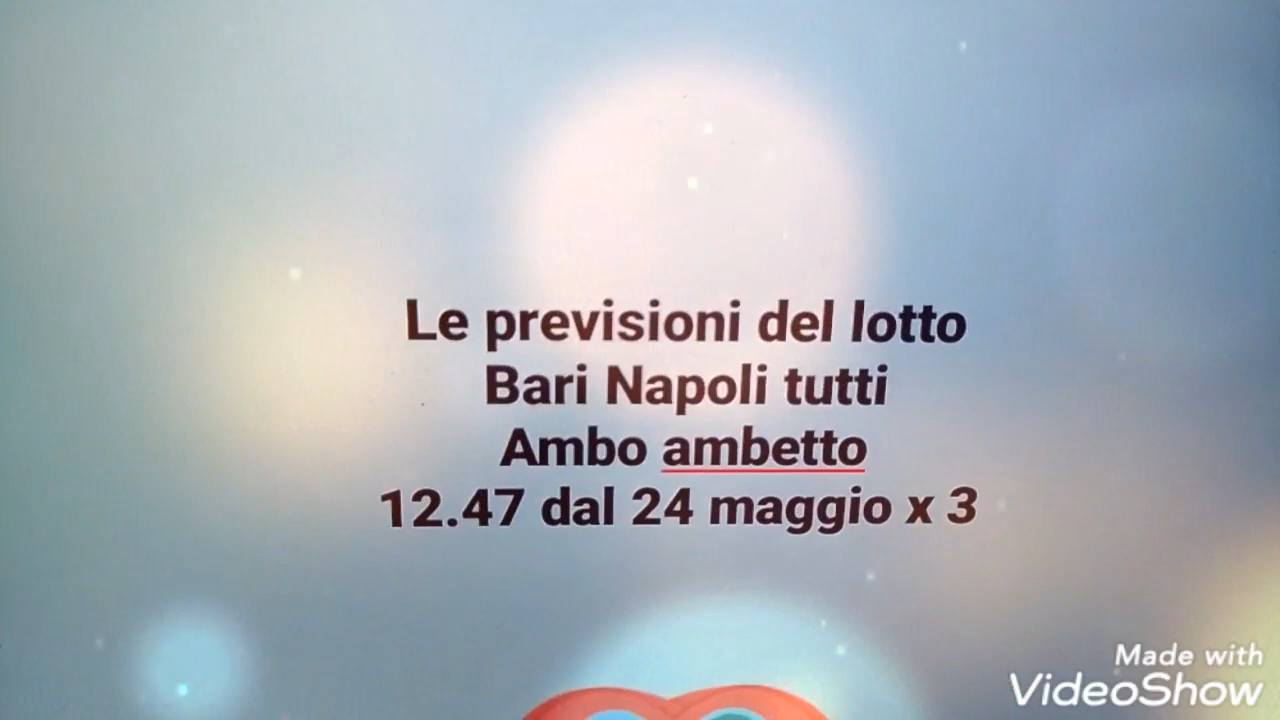 Le previsioni del lotto
Bari Napoli tutti
Ambo ambetto
12.47 dal 24 maggio x 3
Made with
VideoShow